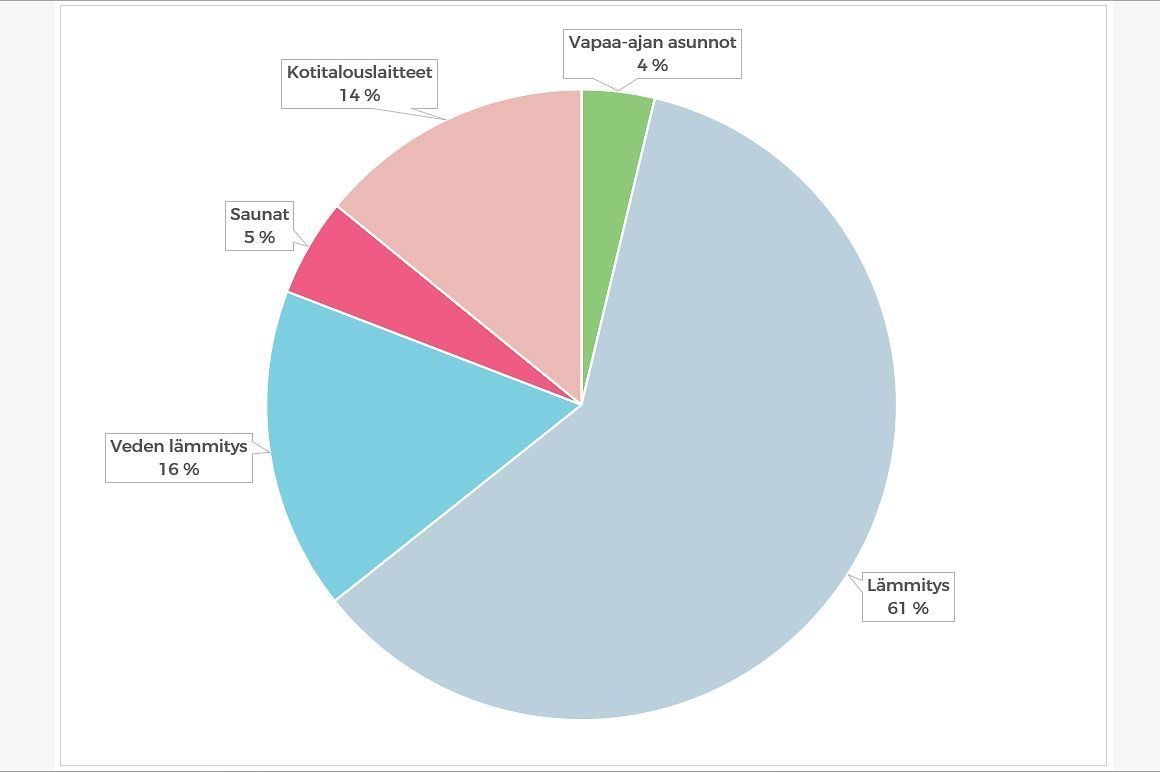 Vapaa-ajan asunnot
4 %
Kotitalouslaitteet
14 %
Saunat
5 %
Veden lämmitys
16 %
Lämmitys
61 %